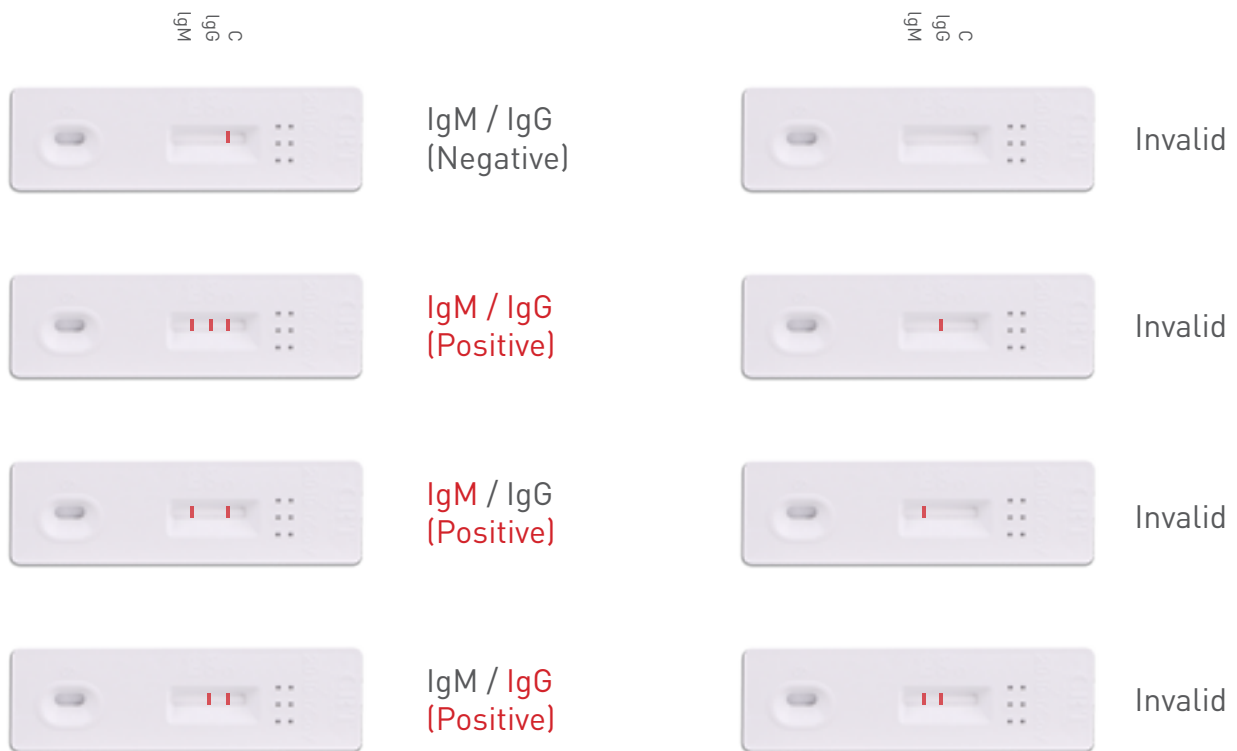 IgM
IgG
C
IgM
IgG
C
IgM / IgG
(Negative)
Invalid
IgM / IgG
(Positive)
Invalid
IgM / IgG
(Positive)
Invalid
IgM / IgG
(Positive)
Invalid